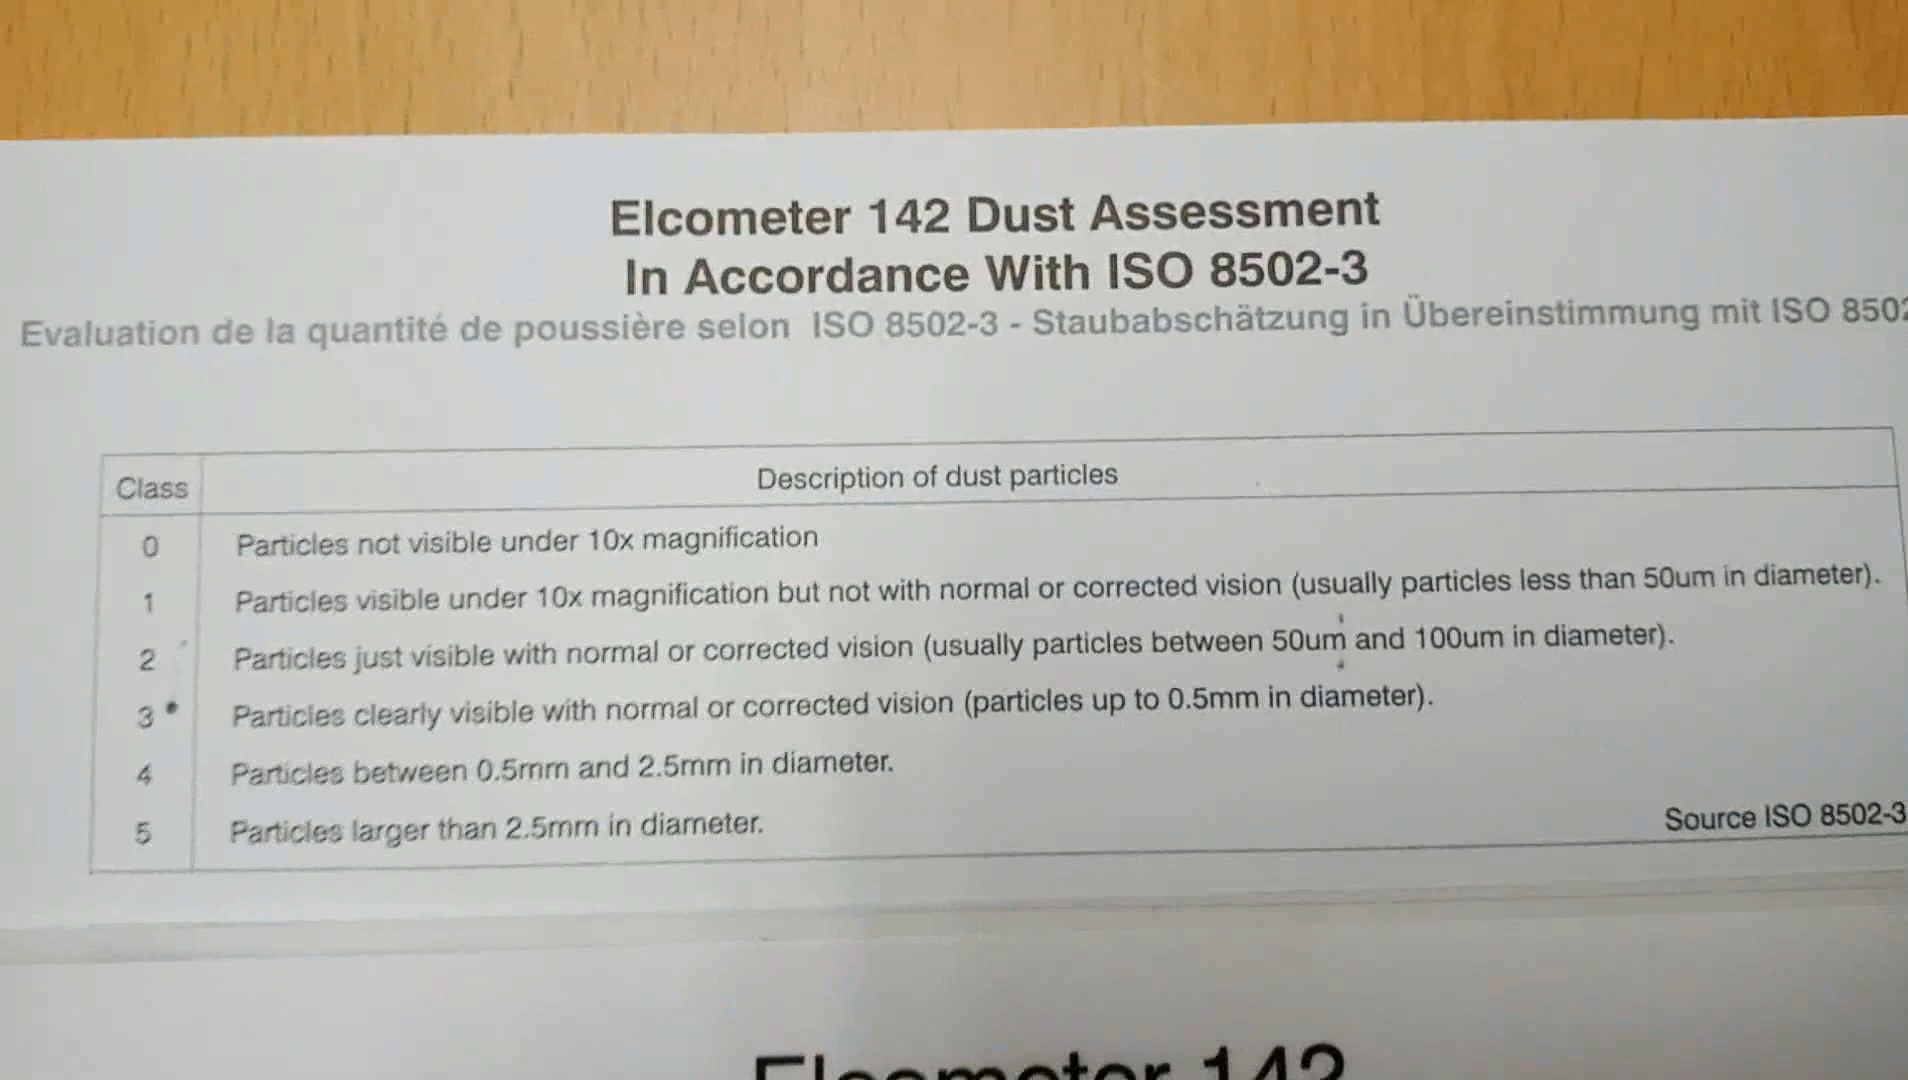 Elcometer 142 Dust Assessment
In Accordance With ISO 8502-3
Evaluation de la quantité de poussière selon ISO 8502-3 - Staubabschätzung in Übereinstimmung mit ISO 8502
Class Description of dust particles
0 Particles not visible under 10x magnification
1 Particles visible under 10x magnification but not with normal or corrected vision (usually particles less than 50um in diameter).
2 Particles just visible with normal or corrected vision (usually particles between 50um and 100um in diameter).
3 Particles clearly visible with normal or corrected vision (particles up to 0.5mm in diameter).
4 Particles between 0.5mm and 2.5mm in diameter.
5 Particles larger than 2.5mm in diameter.
Source ISO 8502-3
Elcometer 142